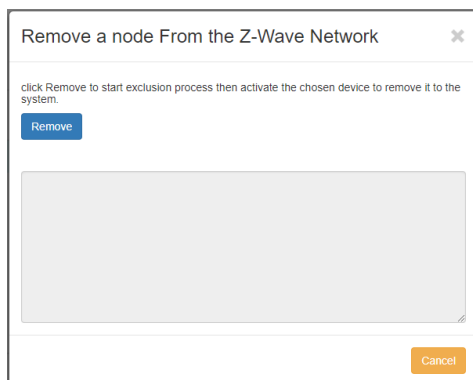 Remove a node From the Z-Wave Network
×
click Remove to start exclusion process then activate the chosen device to remove it to the
system.
Remove
Cancel